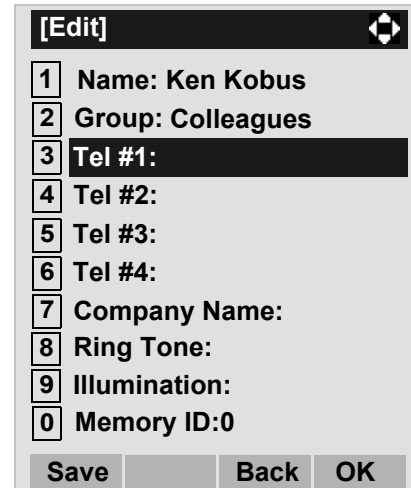 [Edit]
1 Name: Ken Kobus
2 Group: Colleagues
3 Tel #1:
4 Tel #2:
5 Tel #3:
6 Tel #4:
7 Company Name:
8 Ring Tone:
9 Illumination:
0 Memory ID:0
Save Back OK